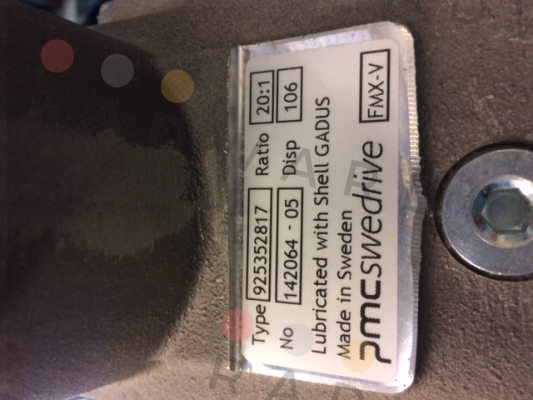 Type 925352817 Ratio 20:1
No 142064 - 05 Disp 106
Lubricated with Shell GADUS
Made in Sweden
pmcswedrive FMX-V